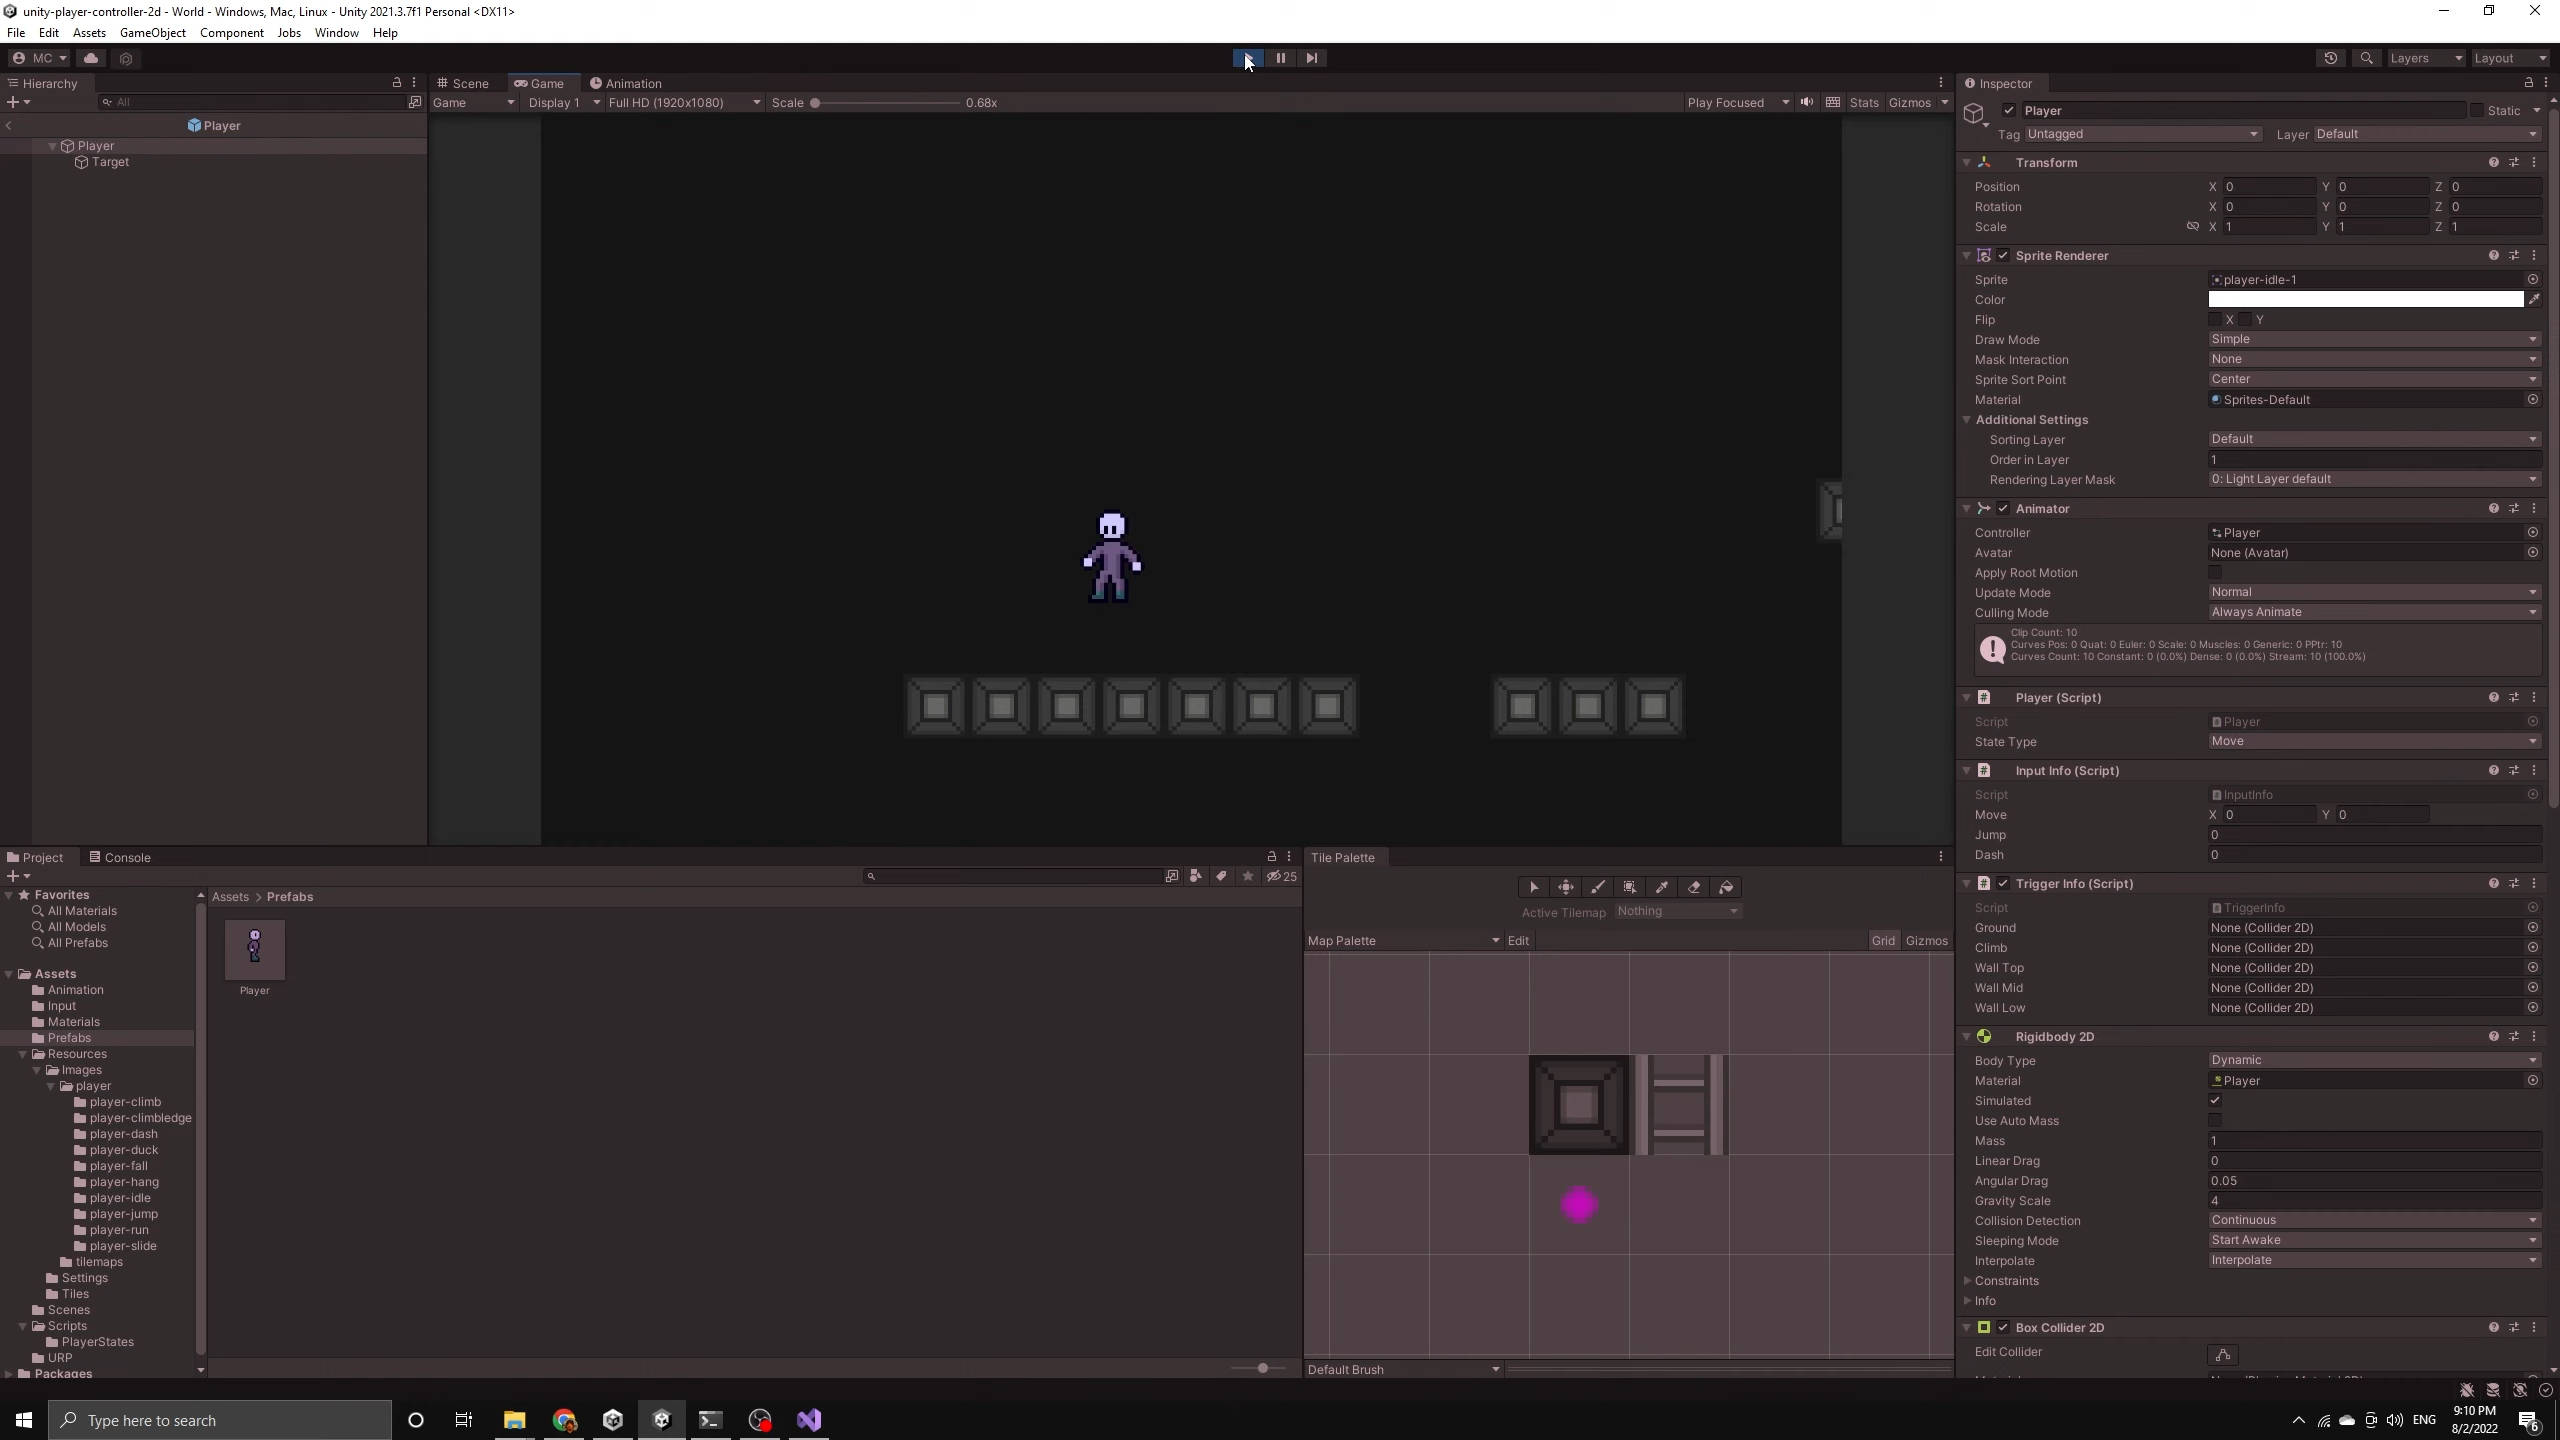 unity-player-controller-2d - World - Windows, Mac, Linux - Unity 2021.3.7f1 Personal <DX11>
File Edit Assets GameObject Component Jobs Window Help
MC Layers Layout
Hierarchy
All
Player
Player
Target
Scene Game Animation
Game Display 1 Full HD (1920x1080) Scale 0.68x Play Focused Stats Gizmos
Inspector
Player Static
Tag Untagged Layer Default
Transform
Position X 0 Y 0 Z 0
Rotation X 0 Y 0 Z 0
Scale X 1 Y 1 Z 1
Sprite Renderer
Sprite player-idle-1
Color
Flip X Y
Draw Mode Simple
Mask Interaction None
Sprite Sort Point Center
Material Sprites-Default
Additional Settings
Sorting Layer Default
Order in Layer 1
Rendering Layer Mask 0: Light Layer default
Animator
Controller Player
Avatar None (Avatar)
Apply Root Motion
Update Mode Normal
Culling Mode Always Animate
Clip Count: 10
Curves Pos: 0 Quat: 0 Euler: 0 Scale: 0 Muscles: 0 Generic: 0 PPtr: 10
Curves Count: 10 Constant: 0 (0.0%) Dense: 0 (0.0%) Stream: 10 (100.0%)
Player (Script)
Script Player
State Type Move
Input Info (Script)
Script InputInfo
Move X 0 Y 0
Jump 0
Dash 0
Trigger Info (Script)
Script TriggerInfo
Ground None (Collider 2D)
Climb None (Collider 2D)
Wall Top None (Collider 2D)
Wall Mid None (Collider 2D)
Wall Low None (Collider 2D)
Rigidbody 2D
Body Type Dynamic
Material Player
Simulated
Use Auto Mass
Mass 1
Linear Drag 0
Angular Drag 0.05
Gravity Scale 4
Collision Detection Continuous
Sleeping Mode Start Awake
Interpolate Interpolate
Constraints
Info
Box Collider 2D
Edit Collider
Project Console
25
Favorites
All Materials
All Models
All Prefabs
Assets
Animation
Input
Materials
Prefabs
Resources
Images
player
player-climb
player-climbledge
player-dash
player-duck
player-fall
player-hang
player-idle
player-jump
player-run
player-slide
tilemaps
Settings
Tiles
Scenes
Scripts
PlayerStates
URP
Packages
Assets > Prefabs
Player
Tile Palette
Active Tilemap Nothing
Map Palette Edit Grid Gizmos
Default Brush
Type here to search
ENG
9:10 PM
8/2/2022
6